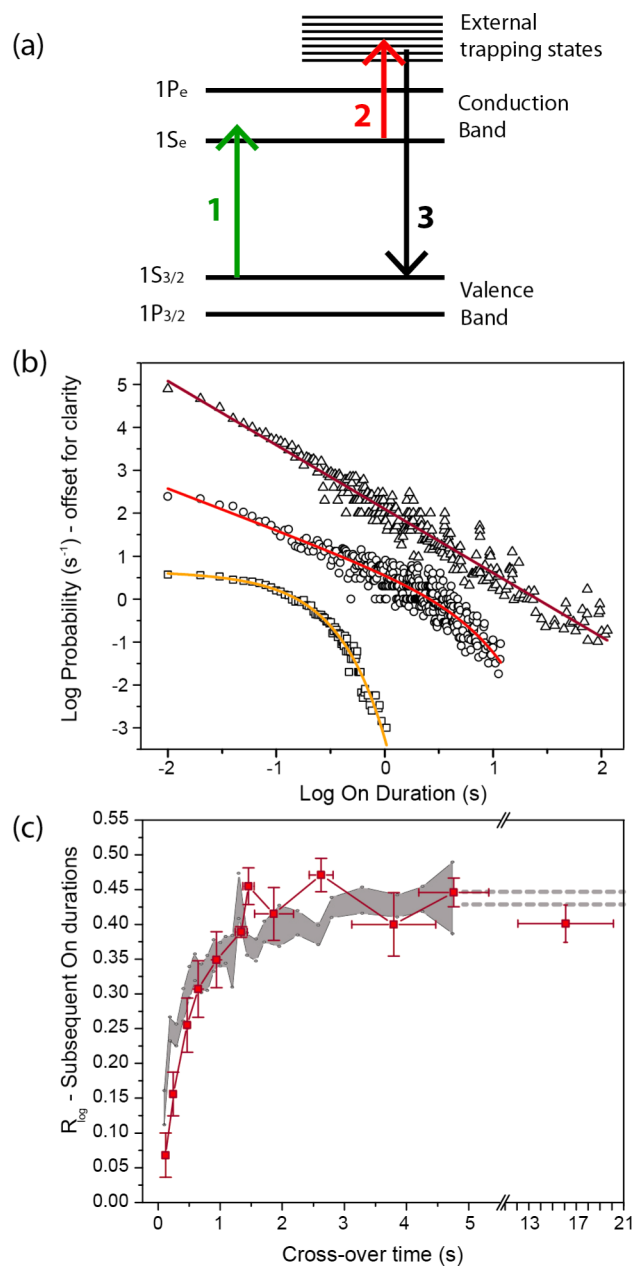 (a)
External
trapping states
1Pe
Conduction
Band
2
1Se
1
3
1S3/2
Valence
Band
1P3/2
(b)
Log Probability (s-1) - offset for clarity
5
4
3
2
1
0
-1
-2
-3
-2 -1 0 1 2
Log On Duration (s)
(c)
Rlog - Subsequent On durations
0.55
0.50
0.45
0.40
0.35
0.30
0.25
0.20
0.15
0.10
0.05
0.00
0 1 2 3 4 5 13 16 18 21
Cross-over time (s)